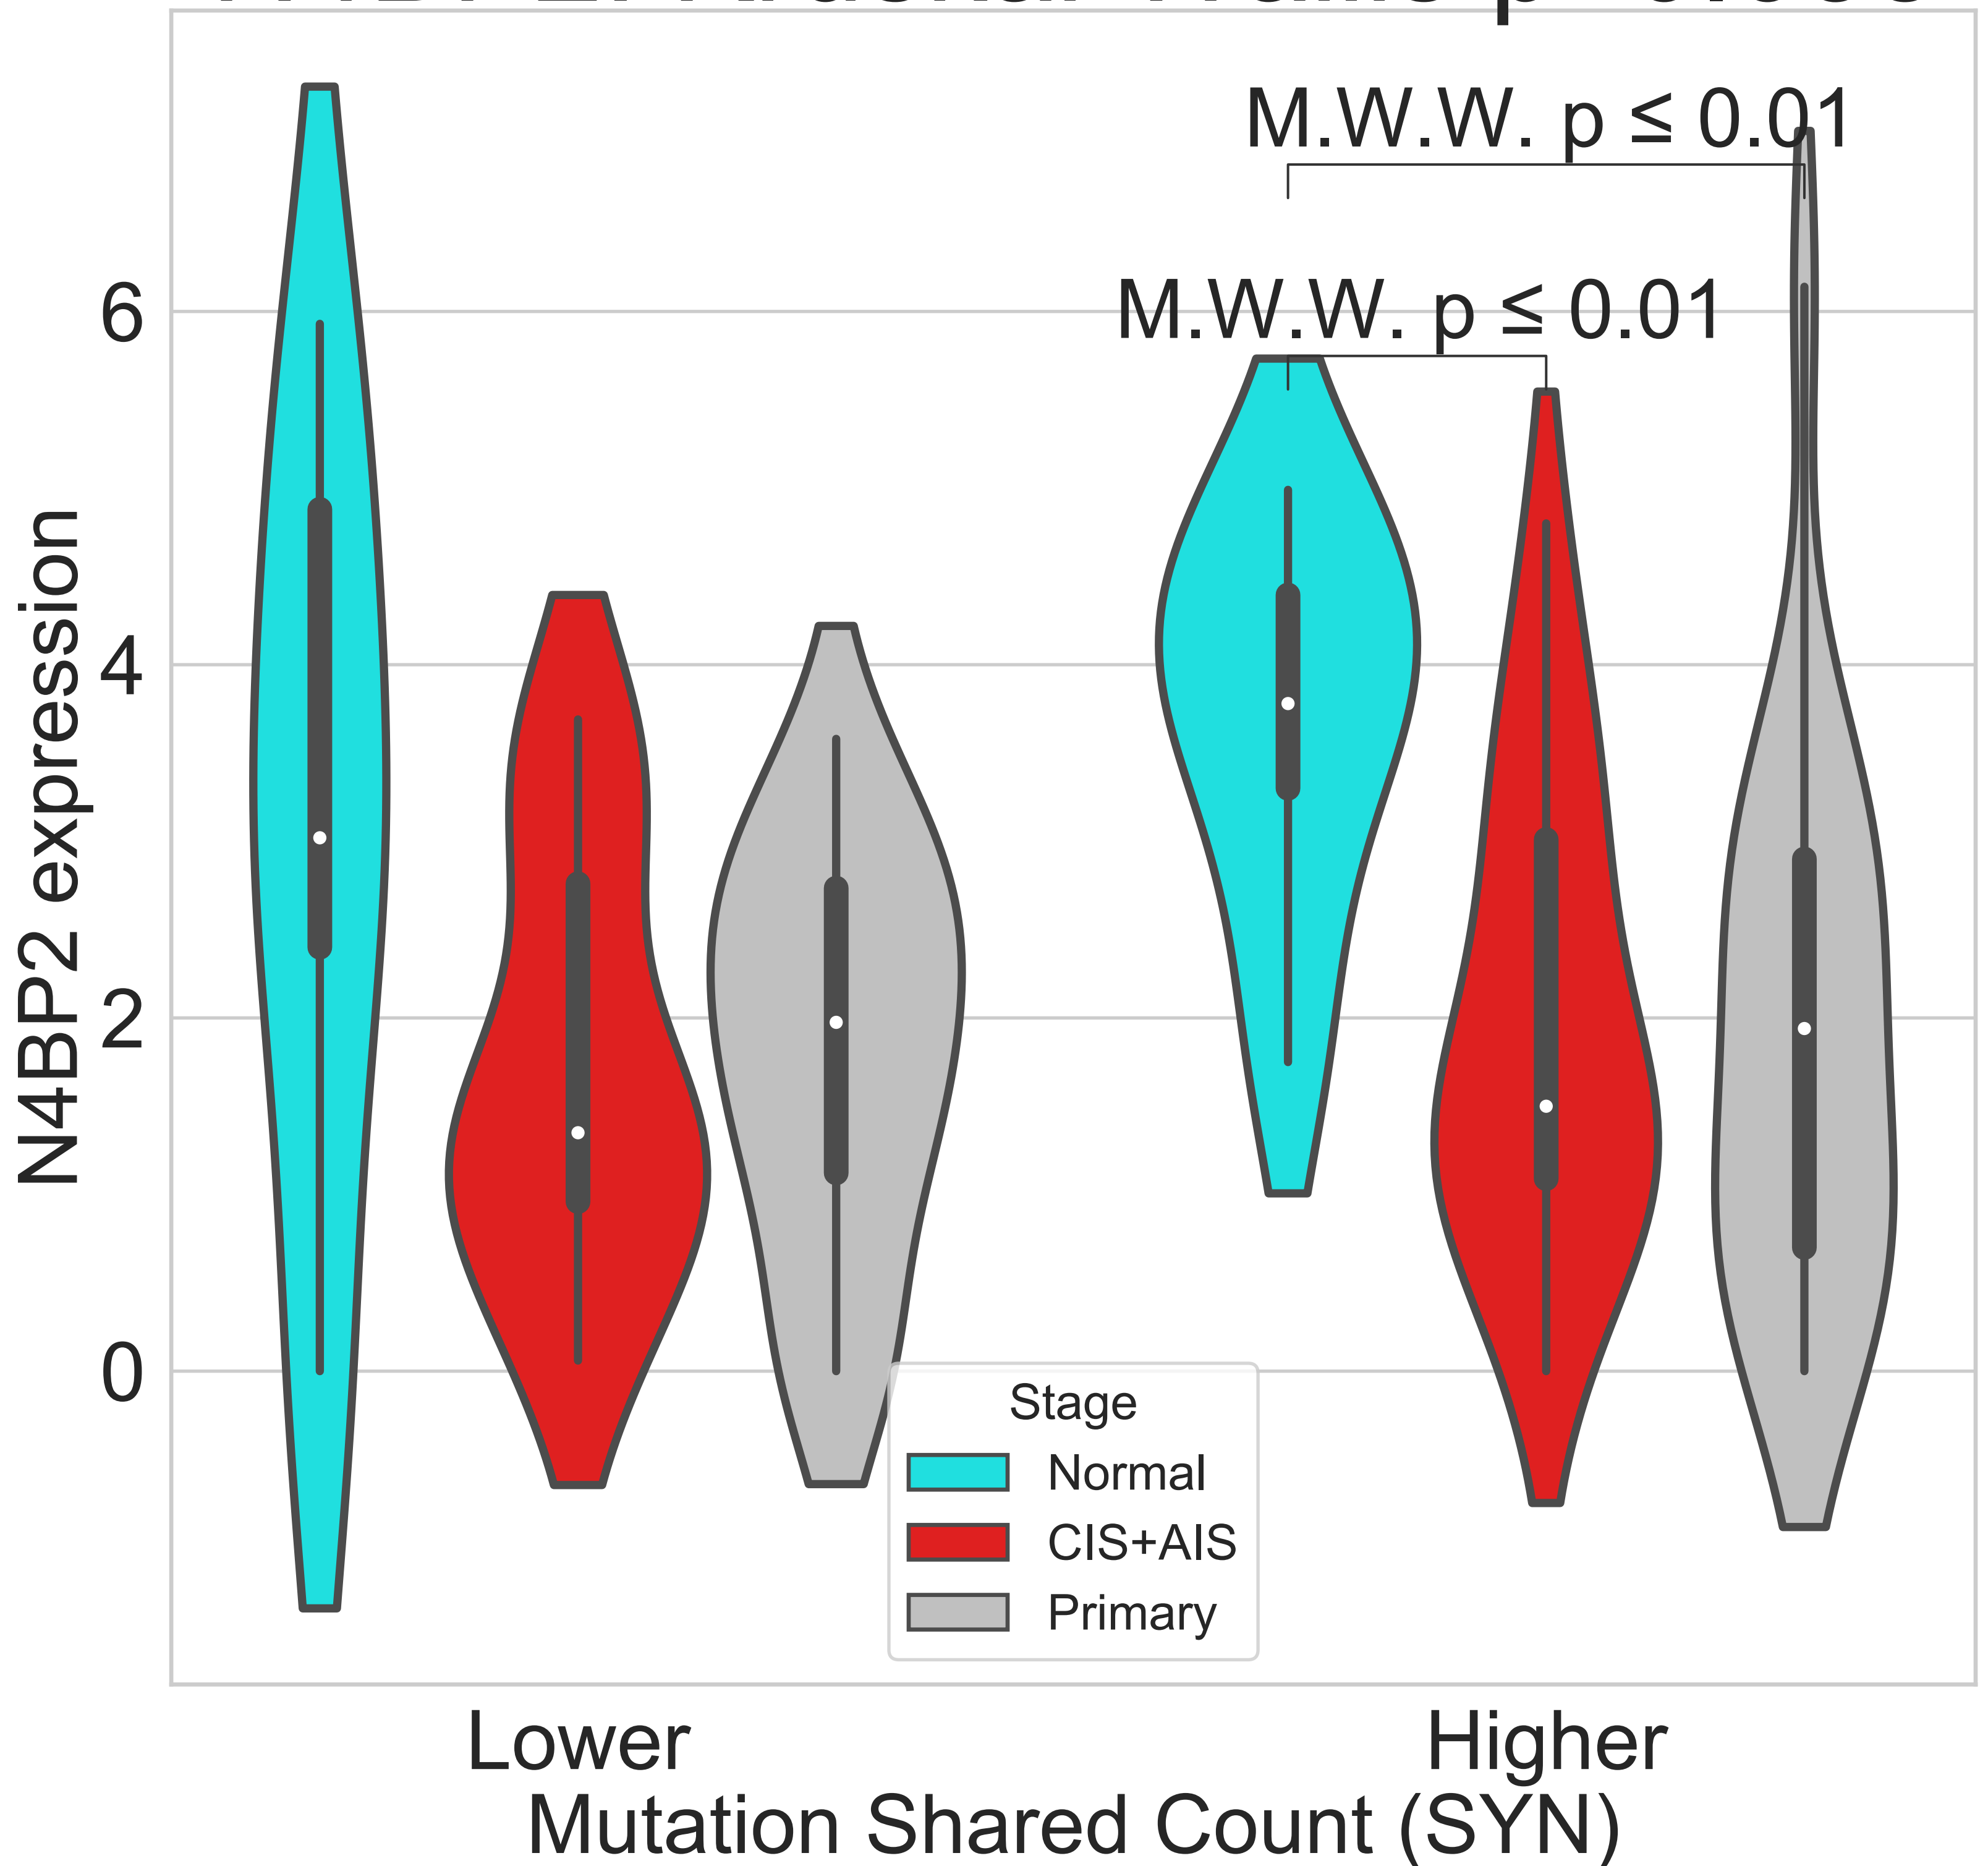 M.W.W. p ≤ 0.01
M.W.W. p ≤ 0.01
6
4
2
0
N4BP2 expression
Stage
Normal
CIS+AIS
Primary
Lower
Higher
Mutation Shared Count (SYN)